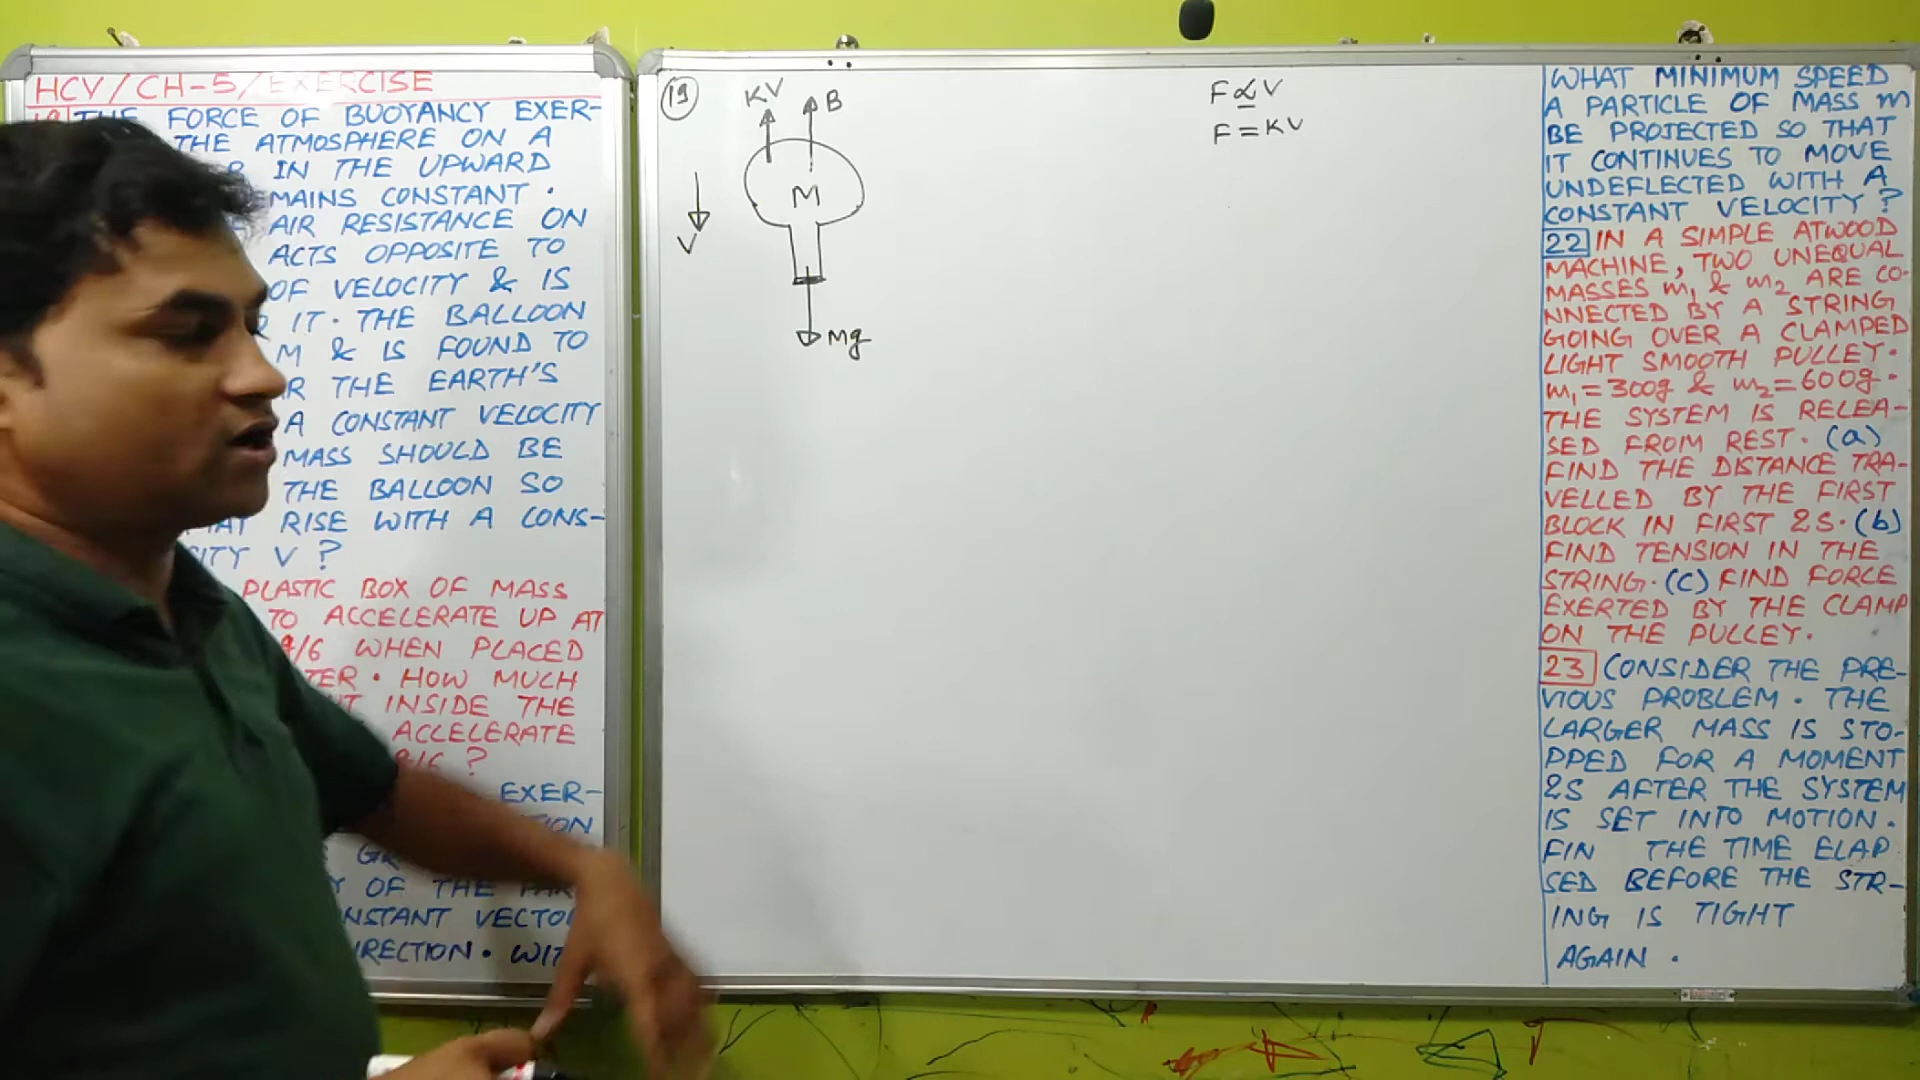 HCV/CH-5/EXERCISE
19 THE FORCE OF BUOYANCY EXER-
THE ATMOSPHERE ON A
IN THE UPWARD
MAINS CONSTANT.
AIR RESISTANCE ON
ACTS OPPOSITE TO
OF VELOCITY & IS
IT. THE BALLOON
M & IS FOUND TO
R THE EARTH'S
A CONSTANT VELOCITY
MASS SHOULD BE
THE BALLOON SO
RISE WITH A CONS-
ITY V ?
PLASTIC BOX OF MASS
TO ACCELERATE UP AT
g/6 WHEN PLACED
TER. HOW MUCH
INSIDE THE
ACCELERATE
g/6 ?
EXER-
TION
Y OF THE PAR
NSTANT VECTO
IRECTION. WIT
19
KV
B
M
V
Mg
F ∝ V
F = KV
WHAT MINIMUM SPEED
A PARTICLE OF MASS m
BE PROJECTED SO THAT
IT CONTINUES TO MOVE
UNDEFLECTED WITH A
CONSTANT VELOCITY ?
22 IN A SIMPLE ATWOOD
MACHINE, TWO UNEQUAL
MASSES m₁ & m₂ ARE CO-
NNECTED BY A STRING
GOING OVER A CLAMPED
LIGHT SMOOTH PULLEY.
m₁=300g & m₂=600g.
THE SYSTEM IS RELEA-
SED FROM REST. (a)
FIND THE DISTANCE TRA-
VELLED BY THE FIRST
BLOCK IN FIRST 2S. (b)
FIND TENSION IN THE
STRING. (C) FIND FORCE
EXERTED BY THE CLAMP
ON THE PULLEY.
23 CONSIDER THE PRE-
VIOUS PROBLEM. THE
LARGER MASS IS STO-
PPED FOR A MOMENT
2S AFTER THE SYSTEM
IS SET INTO MOTION.
FIN THE TIME ELAP
SED BEFORE THE STR-
ING IS TIGHT
AGAIN.